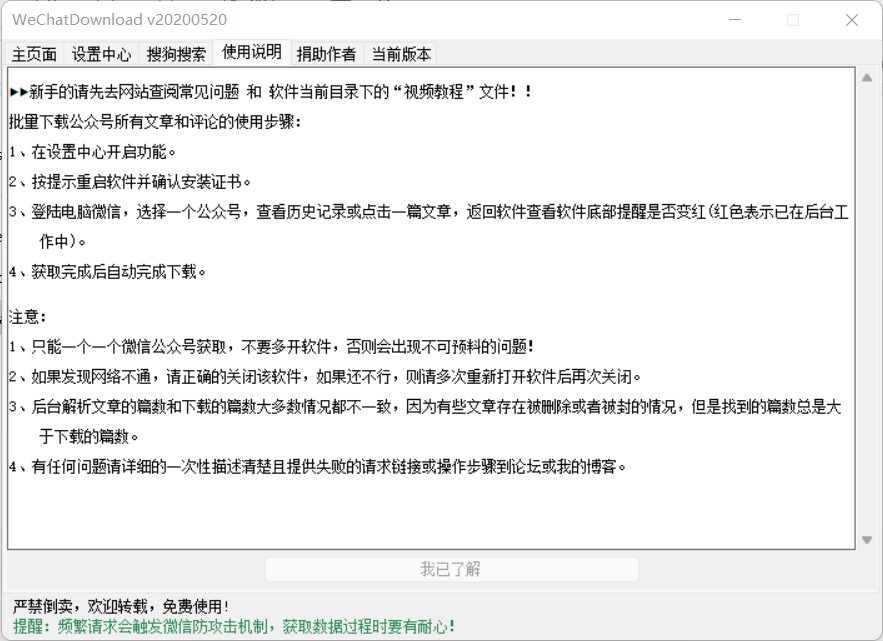 WeChatDownload v20200520
主页面 设置中心 搜狗搜索 使用说明 捐助作者 当前版本
▶▶新手的请先去网站查阅常见问题 和 软件当前目录下的“视频教程”文件！！
批量下载公众号所有文章和评论的使用步骤：
1、在设置中心开启功能。
2、按提示重启软件并确认安装证书。
3、登陆电脑微信，选择一个公众号，查看历史记录或点击一篇文章，返回软件查看软件底部提醒是否变红(红色表示已在后台工
作中)。
4、获取完成后自动完成下载。
注意：
1、只能一个一个微信公众号获取，不要多开软件，否则会出现不可预料的问题！
2、如果发现网络不通，请正确的关闭该软件，如果还不行，则请多次重新打开软件后再次关闭。
3、后台解析文章的篇数和下载的篇数大多数情况都不一致，因为有些文章存在被删除或者被封的情况，但是找到的篇数总是大
于下载的篇数。
4、有任何问题请详细的一次性描述清楚且提供失败的请求链接或操作步骤到论坛或我的博客。
我已了解
严禁倒卖，欢迎转载，免费使用！
提醒：频繁请求会触发微信防攻击机制，获取数据过程时要有耐心！